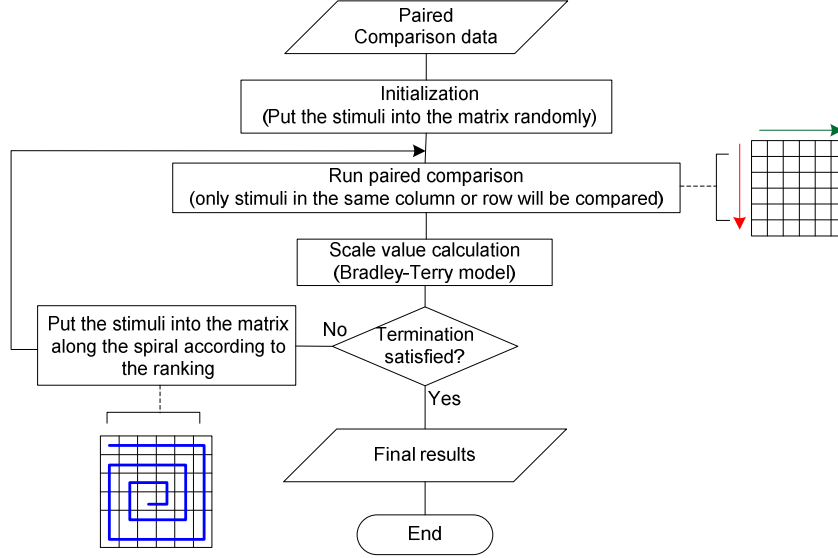 Paired
Comparison data
Initialization
(Put the stimuli into the matrix randomly)
Run paired comparison
(only stimuli in the same column or row will be compared)
Scale value calculation
(Bradley-Terry model)
Put the stimuli into the matrix
along the spiral according to
the ranking
No
Termination
satisfied?
Yes
Final results
End